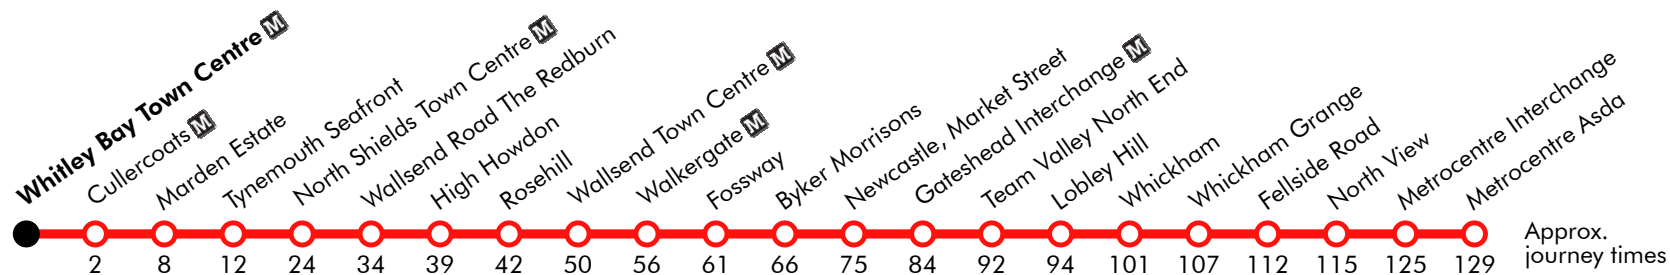 Whitley Bay Town Centre M
Cullercoats M
Marden Estate
Tynemouth Seafront
North Shields Town Centre M
Wallsend Road The Redburn
High Howdon
Rosehill
Wallsend Town Centre M
Walkergate M
Fossway
Byker Morrisons
Newcastle, Market Street
Gateshead Interchange M
Team Valley North End
Lobley Hill
Whickham
Whickham Grange
Fellside Road
North View
Metrocentre Interchange
Metrocentre Asda
2 8 12 24 34 39 42 50 56 61 66 75 84 92 94 101 107 112 115 125 129
Approx.
journey times